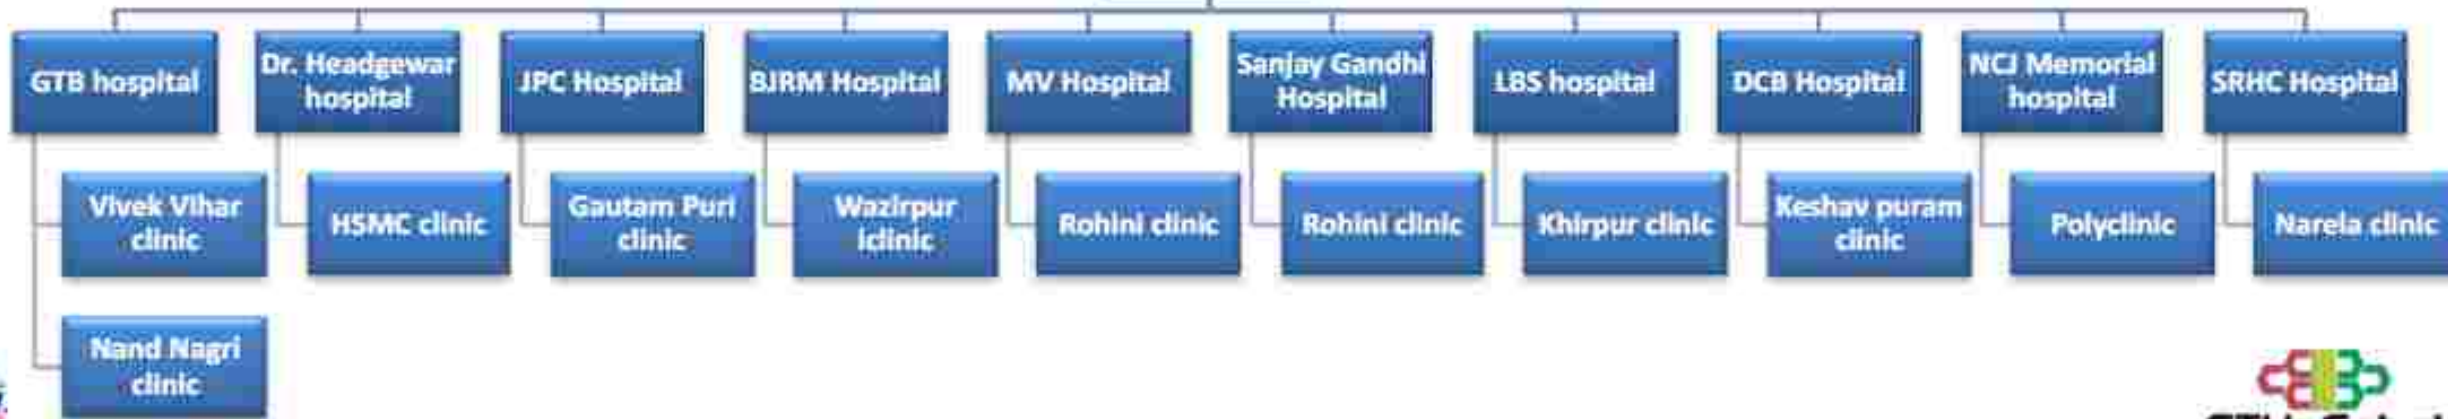 GTB hospital
Dr. Headgewar
hospital
JPC Hospital
BJRM Hospital
MV Hospital
Sanjay Gandhi
Hospital
LBS hospital
DCB Hospital
NCJ Memorial
hospital
SRHC Hospital
Vivek Vihar
clinic
HSMC clinic
Gautam Puri
clinic
Wazirpur
iclinic
Rohini clinic
Rohini clinic
Khirpur clinic
Keshav puram
clinic
Polyclinic
Narela clinic
Nand Nagri
clinic